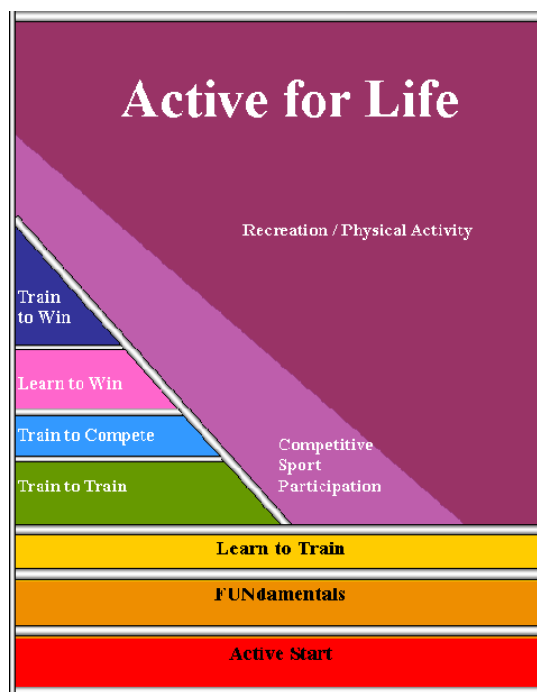 Active for Life
Recreation / Physical Activity
Train
to Win
Learn to Win
Train to Compete
Competitive
Sport
Participation
Train to Train
Learn to Train
FUNdamentals
Active Start